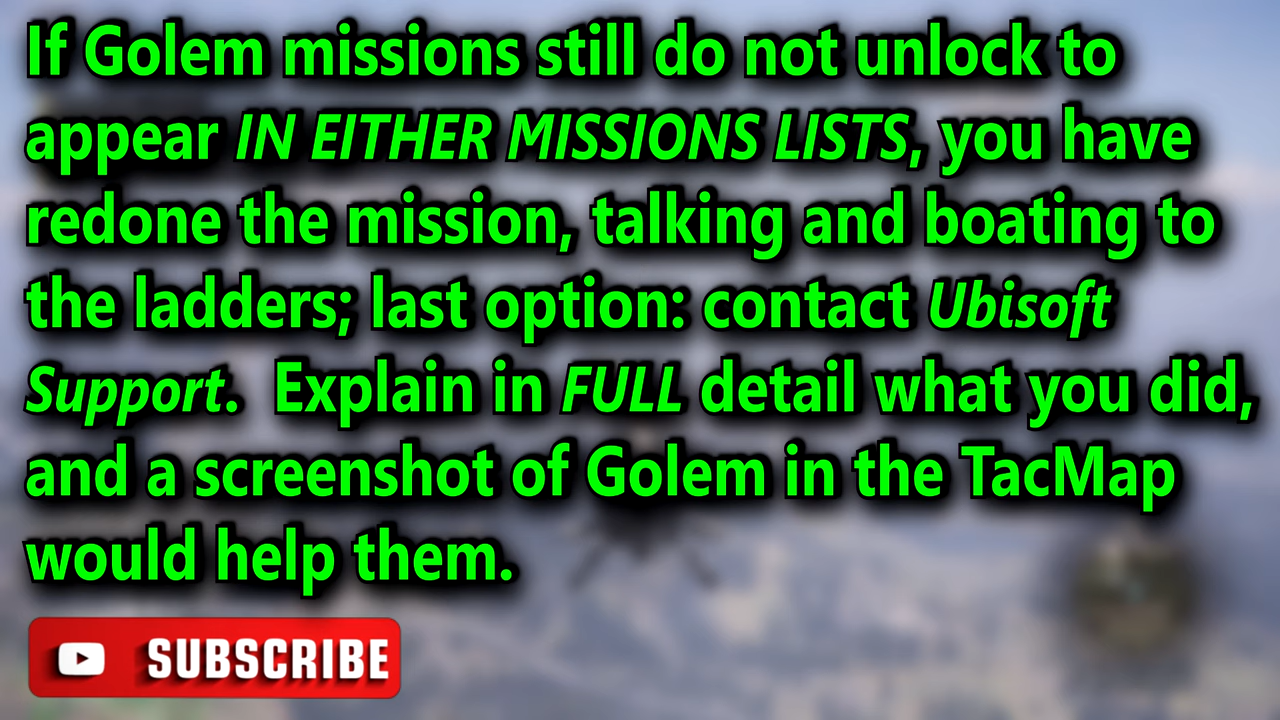 If Golem missions still do not unlock to
appear IN EITHER MISSIONS LISTS, you have
redone the mission, talking and boating to
the ladders; last option: contact Ubisoft
Support.  Explain in FULL detail what you did,
and a screenshot of Golem in the TacMap
would help them.
SUBSCRIBE